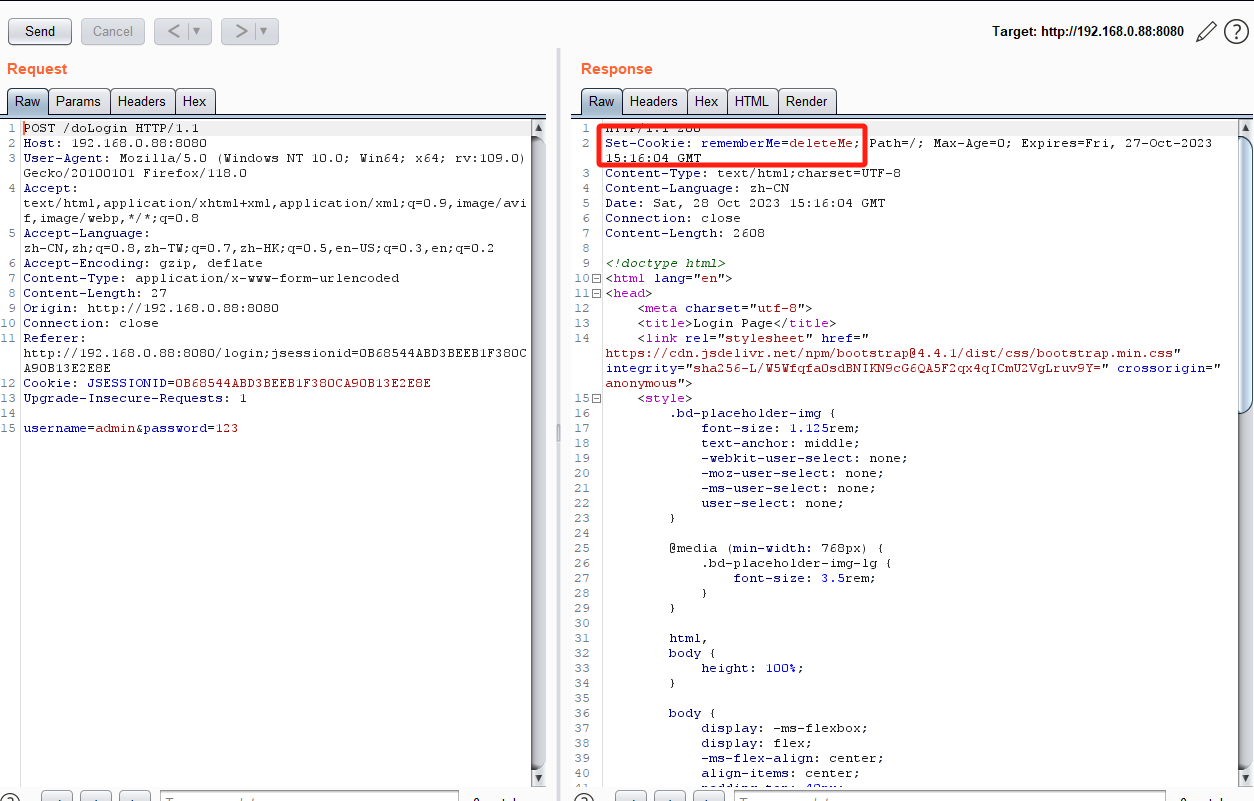 Send
Cancel
<
>
Target: http://192.168.0.88:8080
?
Request
Raw
Params
Headers
Hex
1 POST /doLogin HTTP/1.1
2 Host: 192.168.0.88:8080
3 User-Agent: Mozilla/5.0 (Windows NT 10.0; Win64; x64; rv:109.0)
Gecko/20100101 Firefox/118.0
4 Accept:
text/html,application/xhtml+xml,application/xml;q=0.9,image/avi
f,image/webp,*/*;q=0.8
5 Accept-Language:
zh-CN,zh;q=0.8,zh-TW;q=0.7,zh-HK;q=0.5,en-US;q=0.3,en;q=0.2
6 Accept-Encoding: gzip, deflate
7 Content-Type: application/x-www-form-urlencoded
8 Content-Length: 27
9 Origin: http://192.168.0.88:8080
10 Connection: close
11 Referer:
http://192.168.0.88:8080/login;jsessionid=0B68544ABD3BEEB1F380C
A90B13E2E8E
12 Cookie: JSESSIONID=0B68544ABD3BEEB1F380CA90B13E2E8E
13 Upgrade-Insecure-Requests: 1
14
15 username=admin&password=123
Response
Raw
Headers
Hex
HTML
Render
1 HTTP/1.1 200
2 Set-Cookie: rememberMe=deleteMe; Path=/; Max-Age=0; Expires=Fri, 27-Oct-2023
15:16:04 GMT
3 Content-Type: text/html;charset=UTF-8
4 Content-Language: zh-CN
5 Date: Sat, 28 Oct 2023 15:16:04 GMT
6 Connection: close
7 Content-Length: 2608
8
9 <!doctype html>
10 <html lang="en">
11 <head>
12 <meta charset="utf-8">
13 <title>Login Page</title>
14 <link rel="stylesheet" href="
https://cdn.jsdelivr.net/npm/bootstrap@4.4.1/dist/css/bootstrap.min.css"
integrity="sha256-L/W5WfqfaOsdBNIKN9cG6QA5F2qx4qICmU2VgLruv9Y=" crossorigin="
anonymous">
15 <style>
16 .bd-placeholder-img {
17 font-size: 1.125rem;
18 text-anchor: middle;
19 -webkit-user-select: none;
20 -moz-user-select: none;
21 -ms-user-select: none;
22 user-select: none;
23 }
24
25 @media (min-width: 768px) {
26 .bd-placeholder-img-lg {
27 font-size: 3.5rem;
28 }
29 }
30
31 html,
32 body {
33 height: 100%;
34 }
35
36 body {
37 display: -ms-flexbox;
38 display: flex;
39 -ms-flex-align: center;
40 align-items: center;